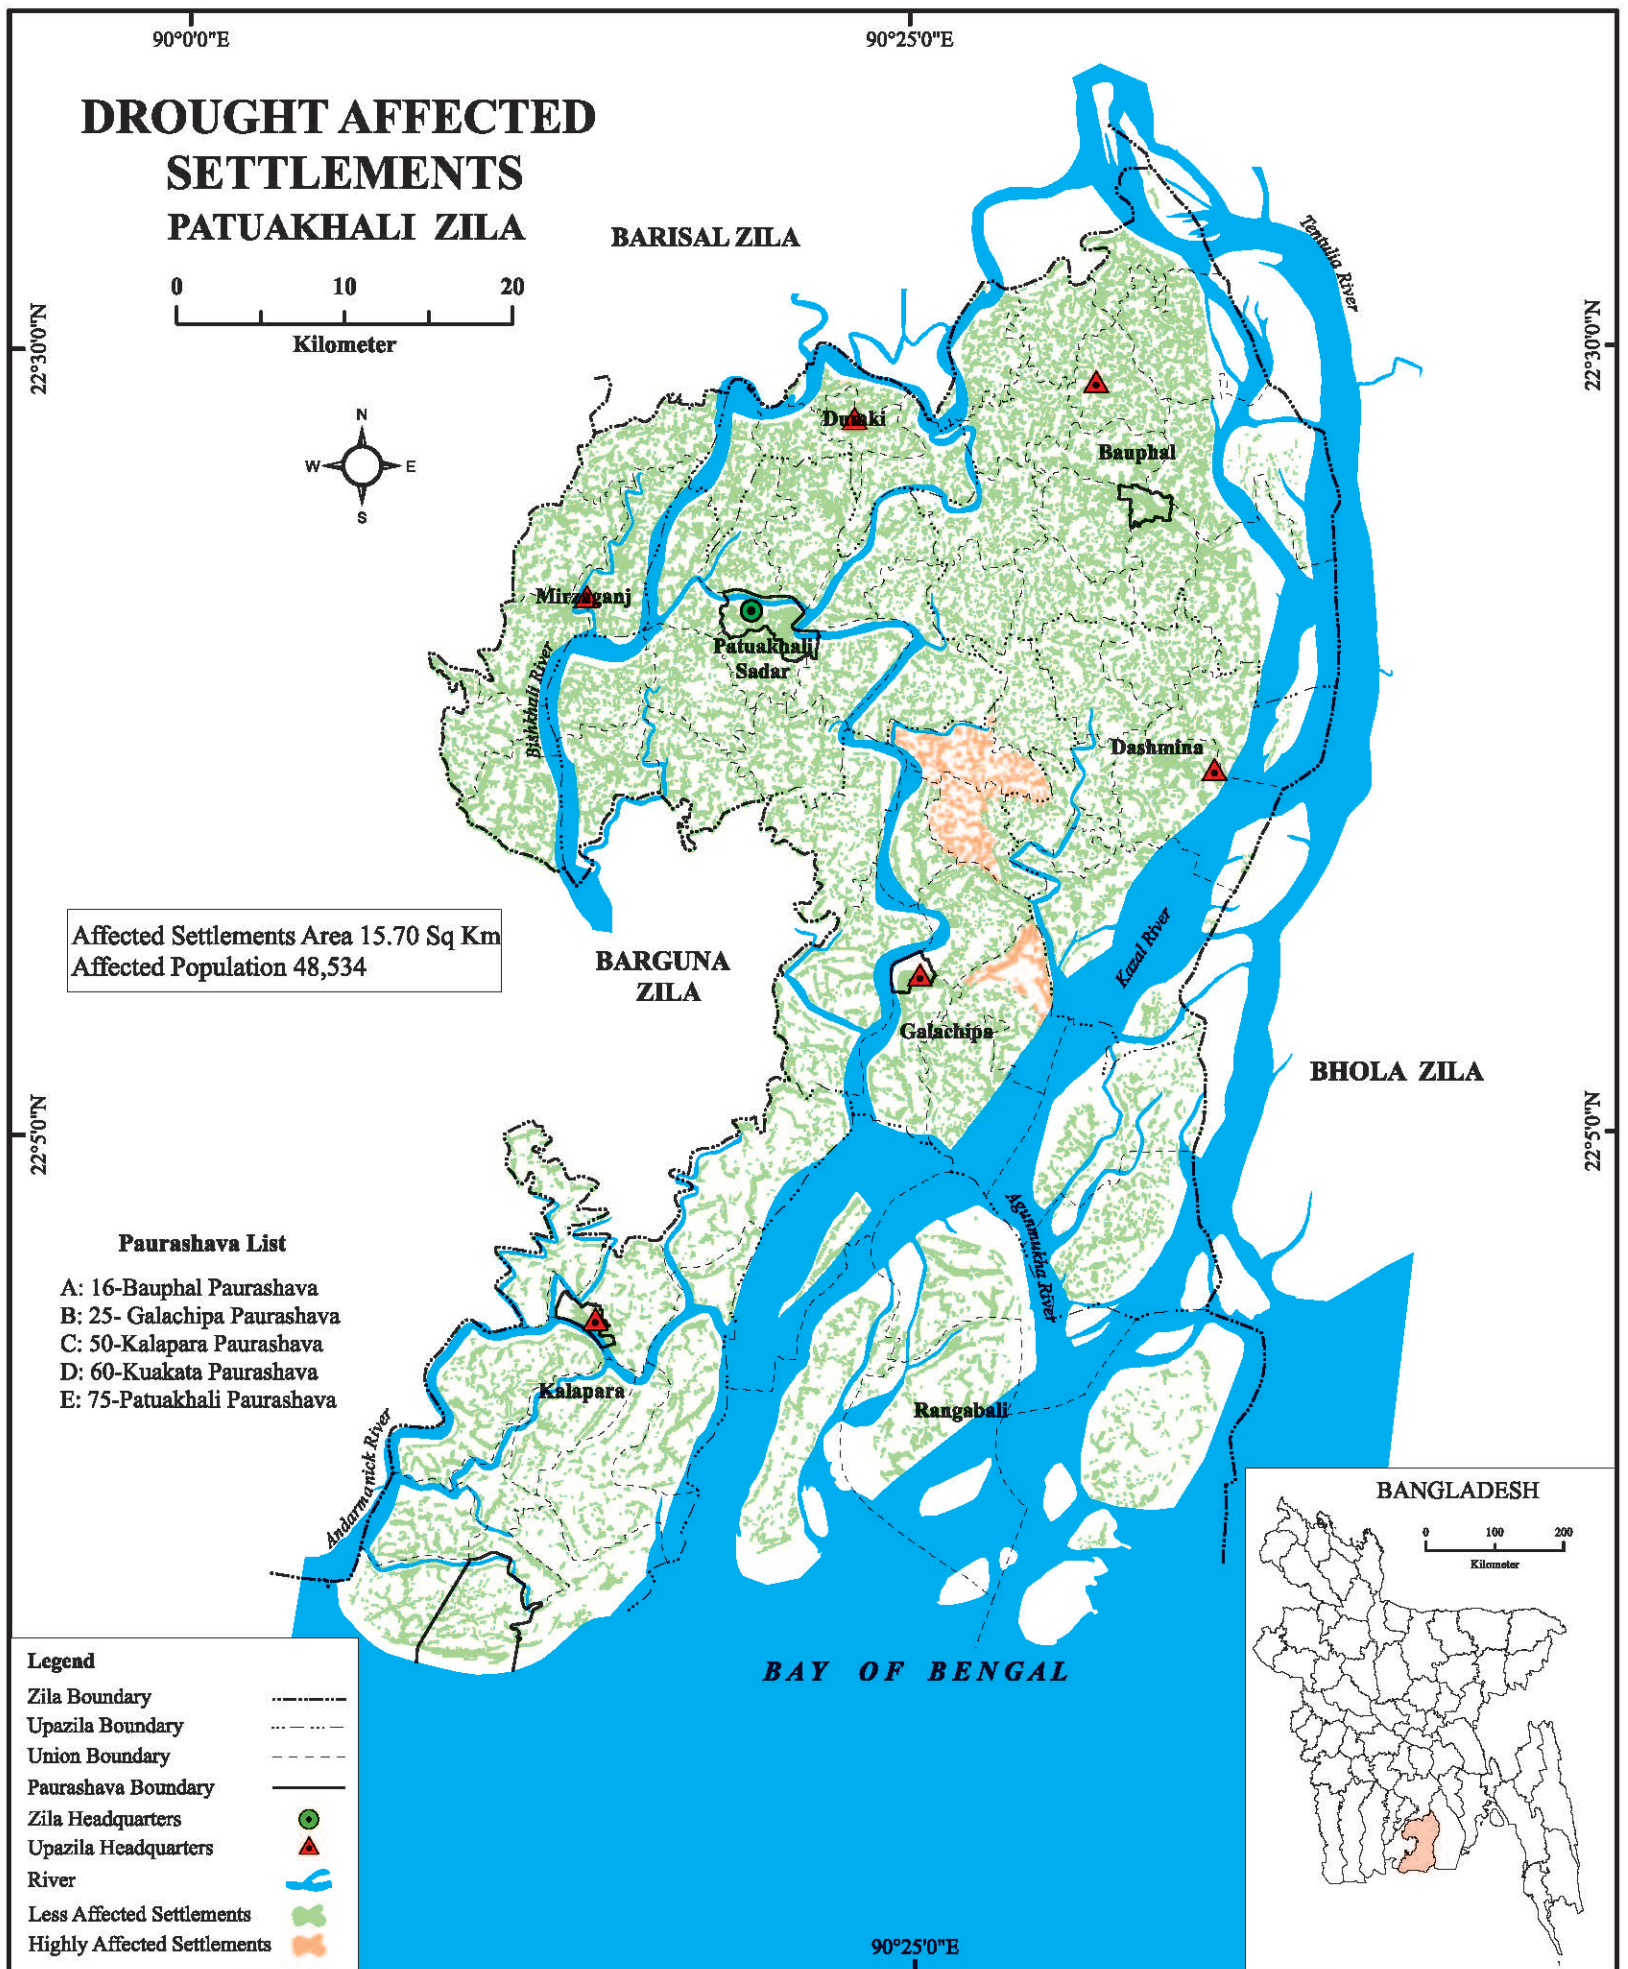 90°0'0"E
90°25'0"E
DROUGHT AFFECTED
SETTLEMENTS
PATUAKHALI ZILA
0 10 20
Kilometer
BARISAL ZILA
Tentulia River
22°30'0"N
22°30'0"N
N
W E
S
Dumki
Bauphal
Mirzaganj
Patuakhali
Sadar
Bishkhali River
Dashmina
Affected Settlements Area 15.70 Sq Km
Affected Population 48,534
BARGUNA
ZILA
Kazal River
Galachipa
BHOLA ZILA
22°5'0"N
22°5'0"N
Agunmukha River
Paurashava List
A: 16-Bauphal Paurashava
B: 25- Galachipa Paurashava
C: 50-Kalapara Paurashava
D: 60-Kuakata Paurashava
E: 75-Patuakhali Paurashava
Kalapara
Rangabali
Andarmanick River
BANGLADESH
0 100 200
Kilometer
BAY OF BENGAL
Legend
Zila Boundary
Upazila Boundary
Union Boundary
Paurashava Boundary
Zila Headquarters
Upazila Headquarters
River
Less Affected Settlements
Highly Affected Settlements
90°25'0"E